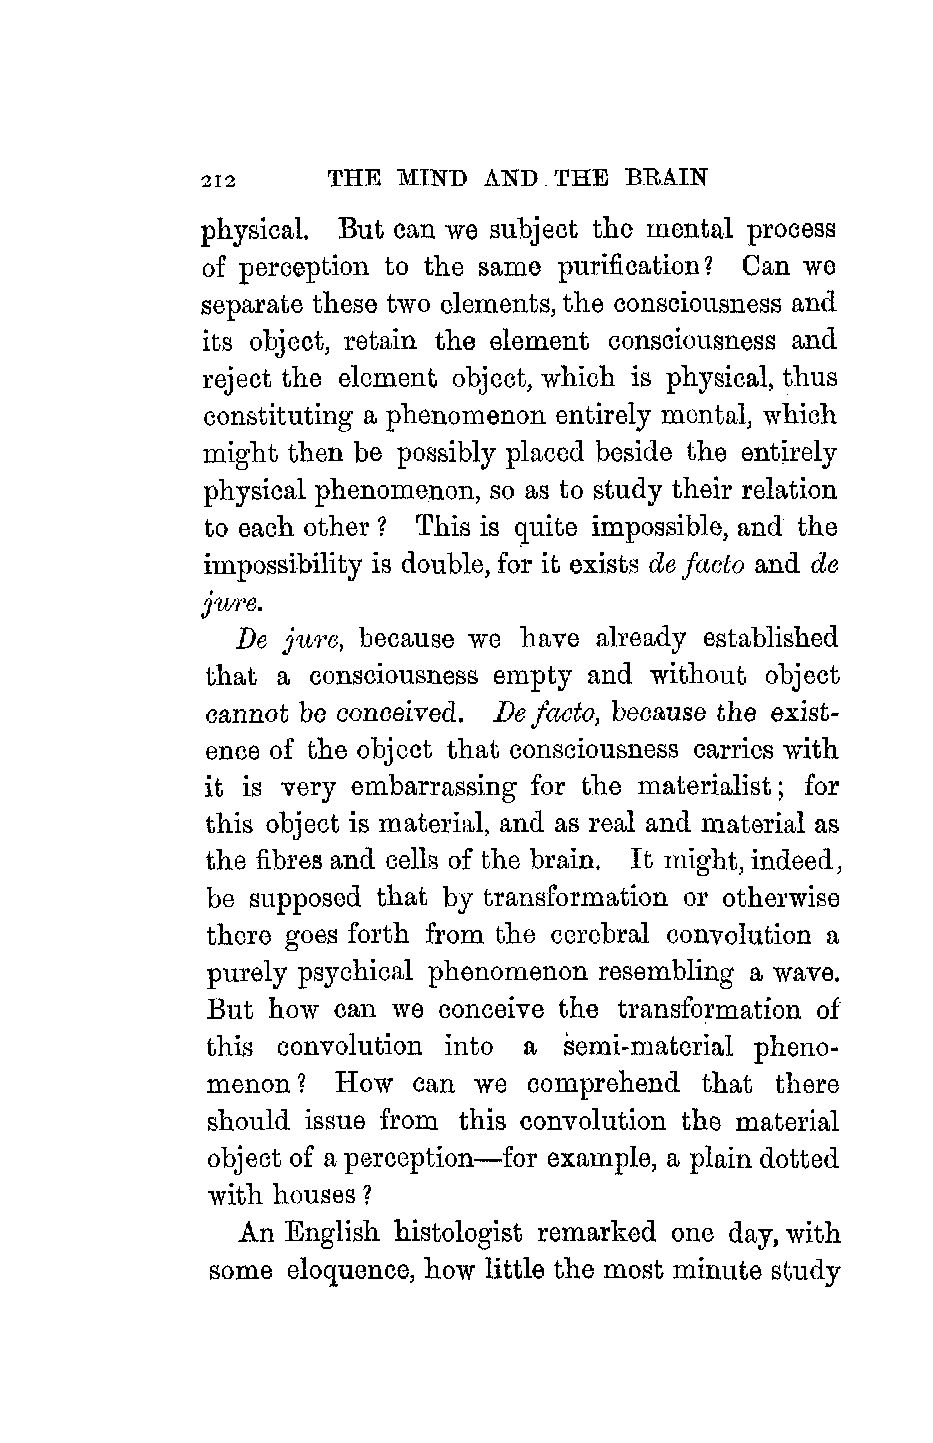 212 THE MIND AND THE BRAIN
physical. But can we subject the mental process
of perception to the same purification? Can we
separate these two elements, the consciousness and
its object, retain the element consciousness and
reject the element object, which is physical, thus
constituting a phenomenon entirely mental, which
might then be possibly placed beside the entirely
physical phenomenon, so as to study their relation
to each other? This is quite impossible, and the
impossibility is double, for it exists de facto and de
jure.
De jure, because we have already established
that a consciousness empty and without object
cannot be conceived. De facto, because the exist-
ence of the object that consciousness carries with
it is very embarrassing for the materialist; for
this object is material, and as real and material as
the fibres and cells of the brain. It might, indeed,
be supposed that by transformation or otherwise
there goes forth from the cerebral convolution a
purely psychical phenomenon resembling a wave.
But how can we conceive the transformation of
this convolution into a semi-material pheno-
menon? How can we comprehend that there
should issue from this convolution the material
object of a perception—for example, a plain dotted
with houses?
An English histologist remarked one day, with
some eloquence, how little the most minute study